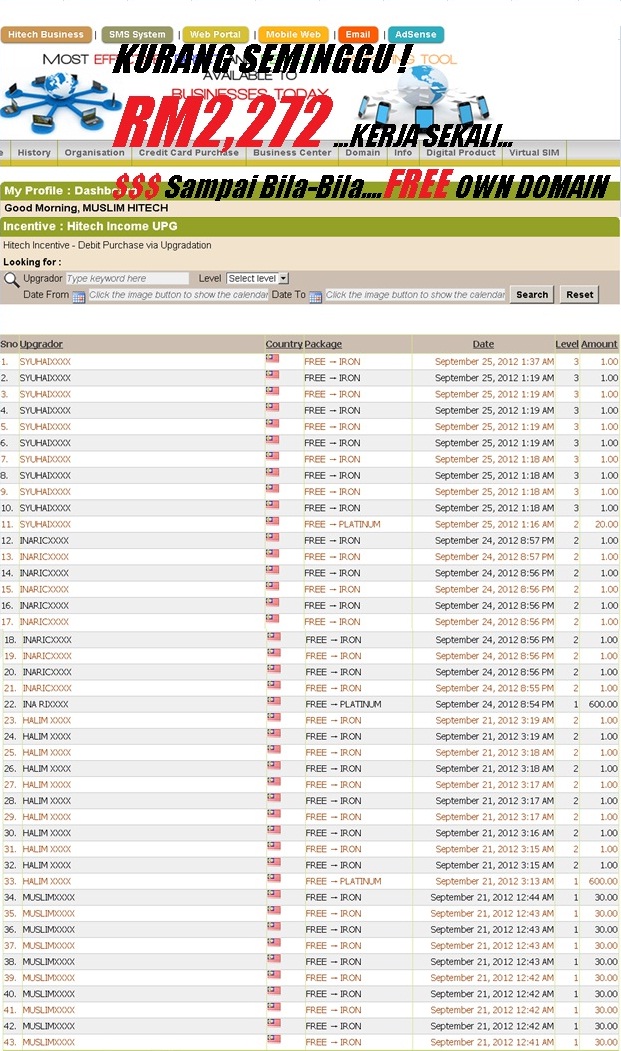 Hitech Business | SMS System | Web Portal | Mobile Web | Email | AdSense
KURANG SEMINGGU !
MOST
TOOL
AVAILABLE TO
BUSINESSES TODAY
RM2,272 ...KERJA SEKALI...
History Organisation Credit Card Purchase Business Center Domain Info Digital Product Virtual SIM
My Profile : Dashboard
$$$ Sampai Bila-Bila....FREE OWN DOMAIN
Good Morning, MUSLIM HITECH
Incentive : Hitech Income UPG
Hitech Incentive - Debit Purchase via Upgradation
Looking for :
Upgrador Type keyword here Level Select level
Date From Click the image button to show the calendar Date To Click the image button to show the calendar Search Reset
Sno Upgrador Country Package Date Level Amount
1. SYUHAIXXXX FREE → IRON September 25, 2012 1:37 AM 3 1.00
2. SYUHAIXXXX FREE → IRON September 25, 2012 1:19 AM 3 1.00
3. SYUHAIXXXX FREE → IRON September 25, 2012 1:19 AM 3 1.00
4. SYUHAIXXXX FREE → IRON September 25, 2012 1:19 AM 3 1.00
5. SYUHAIXXXX FREE → IRON September 25, 2012 1:19 AM 3 1.00
6. SYUHAIXXXX FREE → IRON September 25, 2012 1:19 AM 3 1.00
7. SYUHAIXXXX FREE → IRON September 25, 2012 1:18 AM 3 1.00
8. SYUHAIXXXX FREE → IRON September 25, 2012 1:18 AM 3 1.00
9. SYUHAIXXXX FREE → IRON September 25, 2012 1:18 AM 3 1.00
10. SYUHAIXXXX FREE → IRON September 25, 2012 1:18 AM 3 1.00
11. SYUHAIXXXX FREE → PLATINUM September 25, 2012 1:16 AM 2 20.00
12. INARICXXXX FREE → IRON September 24, 2012 8:57 PM 2 1.00
13. INARICXXXX FREE → IRON September 24, 2012 8:57 PM 2 1.00
14. INARICXXXX FREE → IRON September 24, 2012 8:56 PM 2 1.00
15. INARICXXXX FREE → IRON September 24, 2012 8:56 PM 2 1.00
16. INARICXXXX FREE → IRON September 24, 2012 8:56 PM 2 1.00
17. INARICXXXX FREE → IRON September 24, 2012 8:56 PM 2 1.00
18. INARICXXXX FREE → IRON September 24, 2012 8:56 PM 2 1.00
19. INARICXXXX FREE → IRON September 24, 2012 8:56 PM 2 1.00
20. INARICXXXX FREE → IRON September 24, 2012 8:56 PM 2 1.00
21. INARICXXXX FREE → IRON September 24, 2012 8:55 PM 2 1.00
22. INA RIXXXX FREE → PLATINUM September 24, 2012 8:54 PM 1 600.00
23. HALIM XXXX FREE → IRON September 21, 2012 3:19 AM 2 1.00
24. HALIM XXXX FREE → IRON September 21, 2012 3:19 AM 2 1.00
25. HALIM XXXX FREE → IRON September 21, 2012 3:18 AM 2 1.00
26. HALIM XXXX FREE → IRON September 21, 2012 3:18 AM 2 1.00
27. HALIM XXXX FREE → IRON September 21, 2012 3:17 AM 2 1.00
28. HALIM XXXX FREE → IRON September 21, 2012 3:17 AM 2 1.00
29. HALIM XXXX FREE → IRON September 21, 2012 3:17 AM 2 1.00
30. HALIM XXXX FREE → IRON September 21, 2012 3:16 AM 2 1.00
31. HALIM XXXX FREE → IRON September 21, 2012 3:15 AM 2 1.00
32. HALIM XXXX FREE → IRON September 21, 2012 3:15 AM 2 1.00
33. HALIM XXXX FREE → PLATINUM September 21, 2012 3:13 AM 1 600.00
34. MUSLIMXXXX FREE → IRON September 21, 2012 12:44 AM 1 30.00
35. MUSLIMXXXX FREE → IRON September 21, 2012 12:43 AM 1 30.00
36. MUSLIMXXXX FREE → IRON September 21, 2012 12:43 AM 1 30.00
37. MUSLIMXXXX FREE → IRON September 21, 2012 12:43 AM 1 30.00
38. MUSLIMXXXX FREE → IRON September 21, 2012 12:43 AM 1 30.00
39. MUSLIMXXXX FREE → IRON September 21, 2012 12:42 AM 1 30.00
40. MUSLIMXXXX FREE → IRON September 21, 2012 12:42 AM 1 30.00
41. MUSLIMXXXX FREE → IRON September 21, 2012 12:42 AM 1 30.00
42. MUSLIMXXXX FREE → IRON September 21, 2012 12:42 AM 1 30.00
43. MUSLIMXXXX FREE → IRON September 21, 2012 12:41 AM 1 30.00